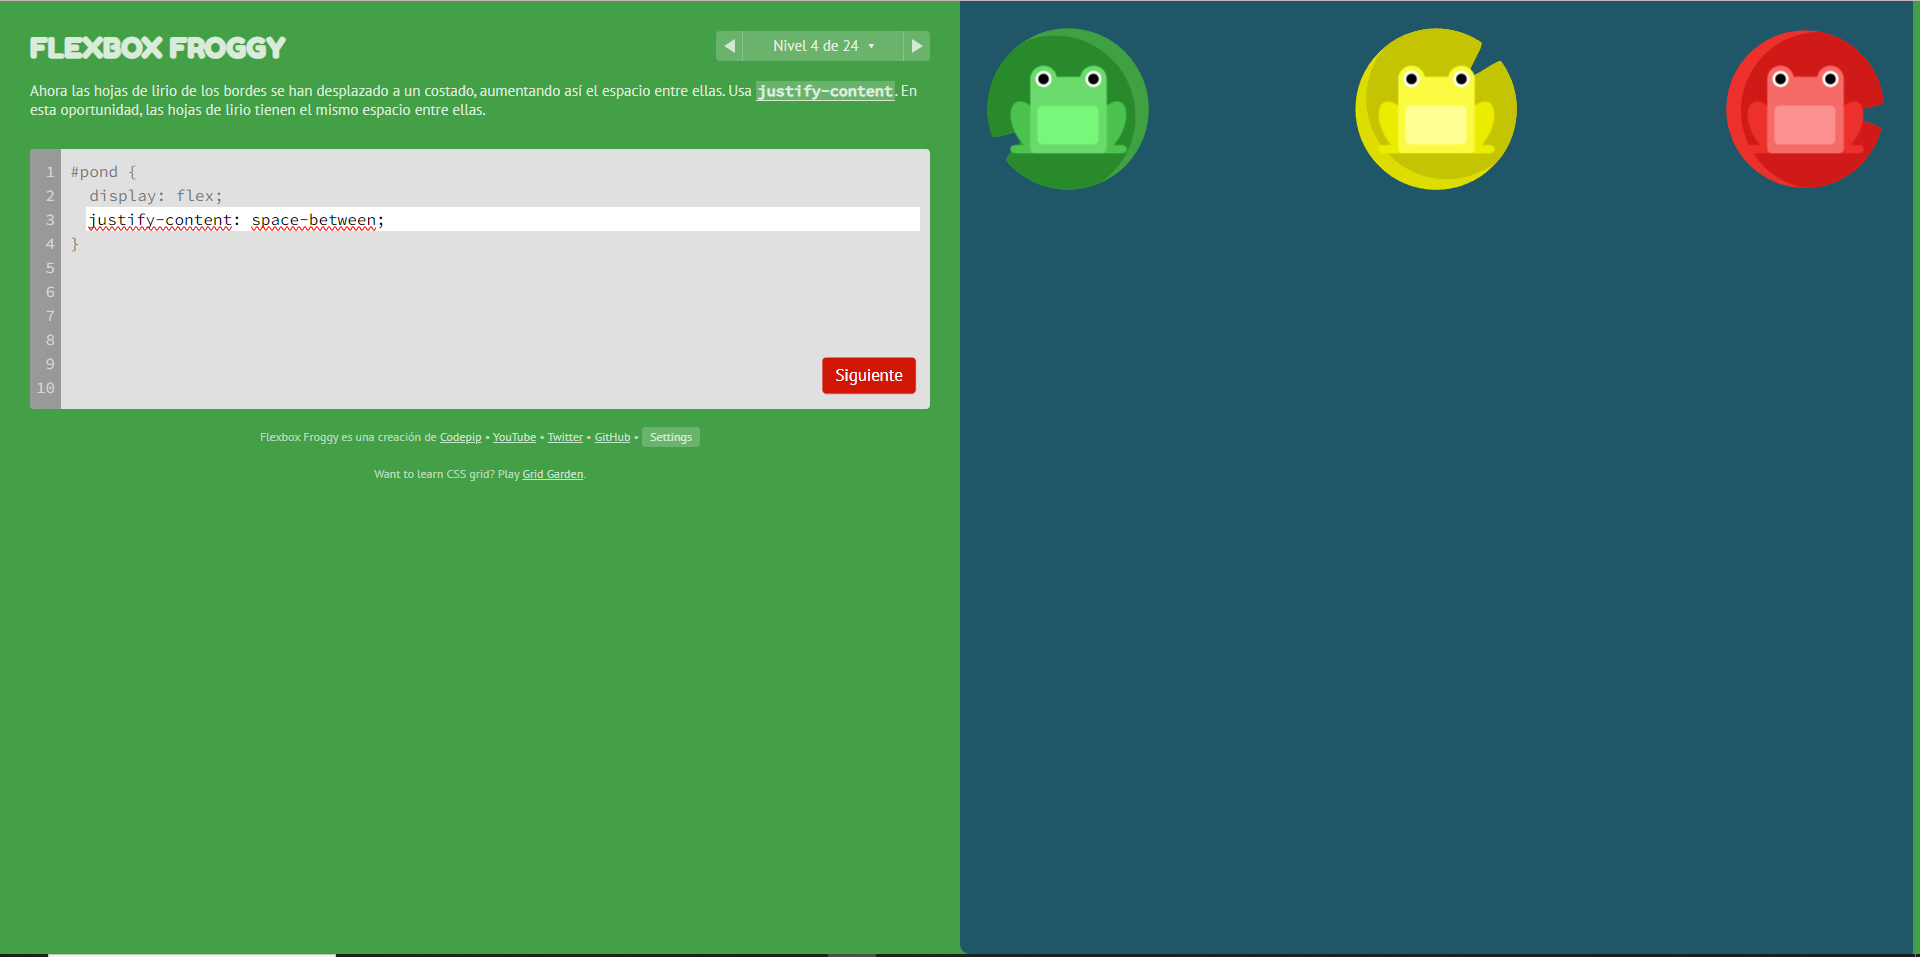 FLEXBOX FROGGY
◀ Nivel 4 de 24 ▾ ▶
Ahora las hojas de lirio de los bordes se han desplazado a un costado, aumentando así el espacio entre ellas. Usa justify-content. En
esta oportunidad, las hojas de lirio tienen el mismo espacio entre ellas.
1 #pond {
2 display: flex;
3 justify-content: space-between;
4 }
5
6
7
8
9
10
Siguiente
Flexbox Froggy es una creación de Codepip • YouTube • Twitter • GitHub • Settings
Want to learn CSS grid? Play Grid Garden.